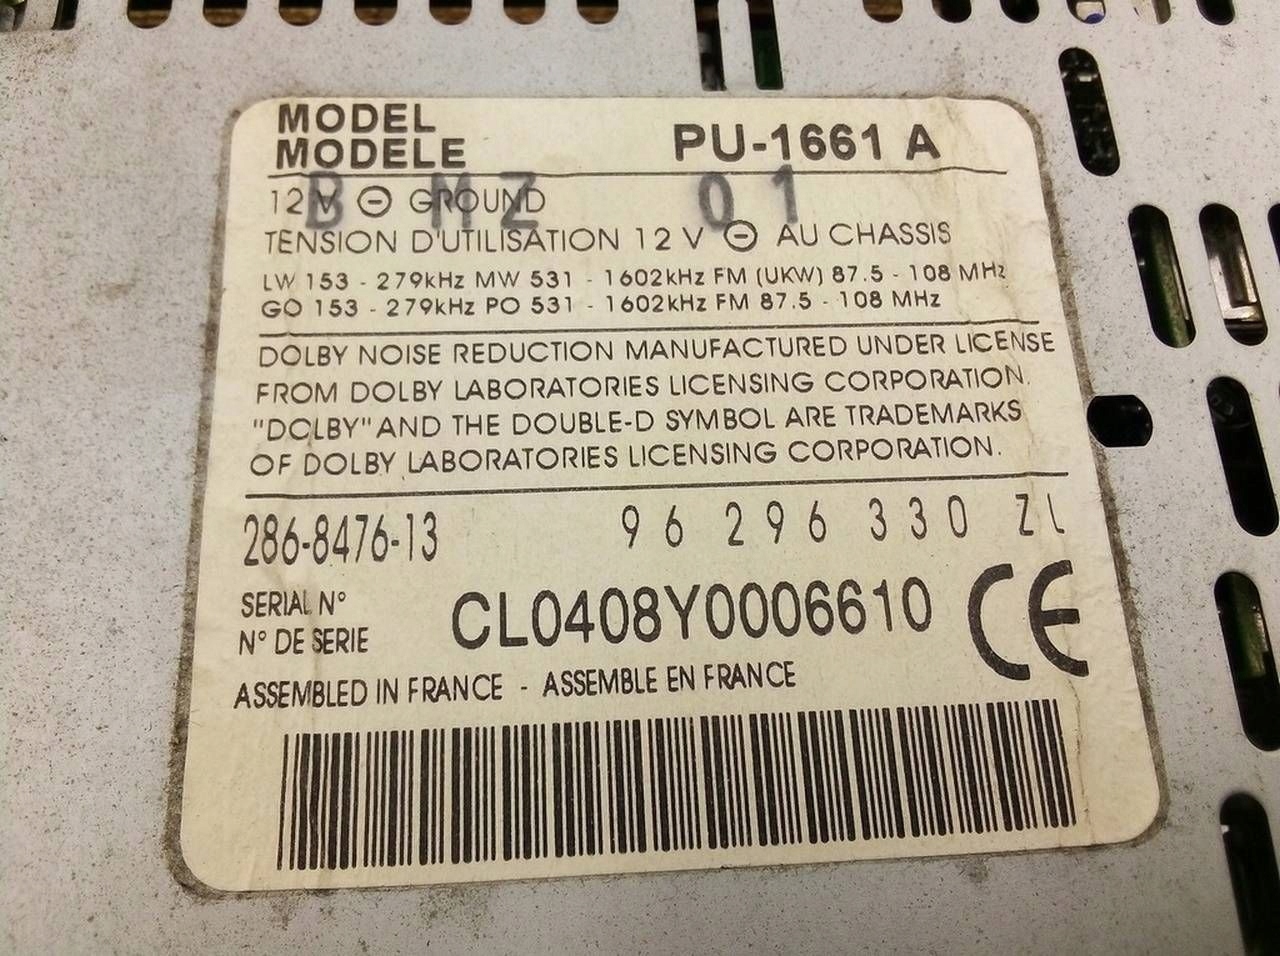 MODEL
MODELE PU-1661 A
B MZ 01
12 V ⊖ GROUND
TENSION D'UTILISATION 12 V ⊖ AU CHASSIS
LW 153 - 279kHz MW 531 - 1602kHz FM (UKW) 87.5 - 108 MHz
GO 153 - 279kHz PO 531 - 1602kHz FM 87.5 - 108 MHz
DOLBY NOISE REDUCTION MANUFACTURED UNDER LICENSE
FROM DOLBY LABORATORIES LICENSING CORPORATION.
"DOLBY" AND THE DOUBLE-D SYMBOL ARE TRADEMARKS
OF DOLBY LABORATORIES LICENSING CORPORATION.
286-8476-13 96 296 330 ZL
SERIAL N°
N° DE SERIE CL0408Y0006610 CE
ASSEMBLED IN FRANCE - ASSEMBLE EN FRANCE